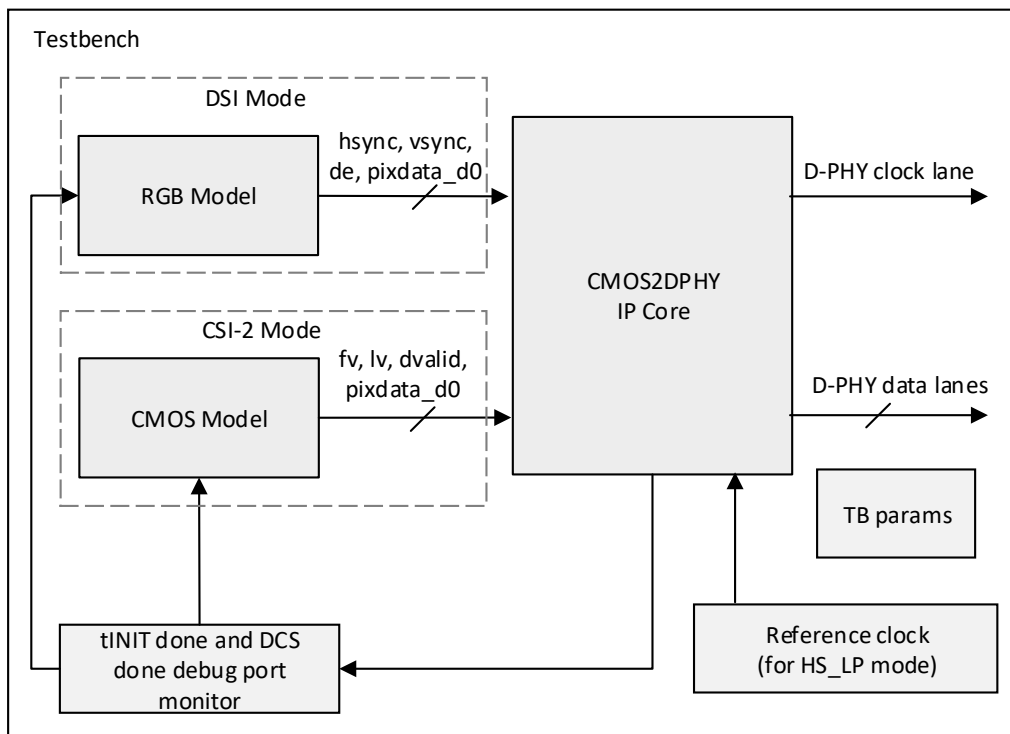 Testbench
DSI Mode
RGB Model
hsync, vsync,
de, pixdata_d0
CMOS2DPHY
IP Core
D-PHY clock lane
CSI-2 Mode
CMOS Model
fv, lv, dvalid,
pixdata_d0
D-PHY data lanes
TB params
tINIT done and DCS
done debug port
monitor
Reference clock
(for HS_LP mode)